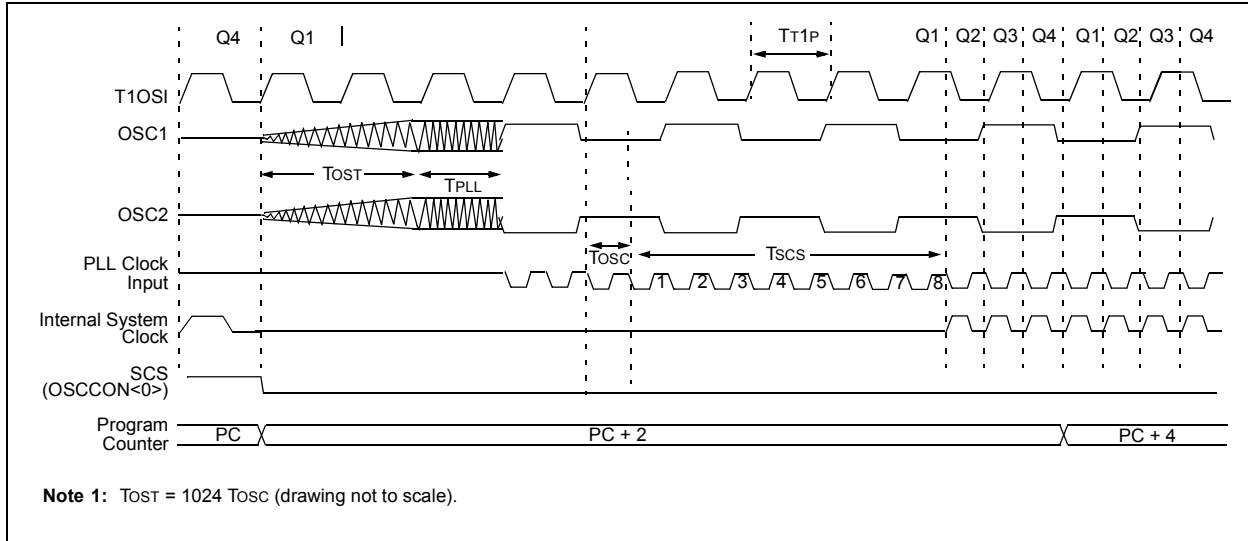 Q4 Q1 TT1P Q1 Q2 Q3 Q4 Q1 Q2 Q3 Q4
T1OSI
OSC1
TOST TPLL
OSC2
TOSC TSCS
PLL Clock
Input
1 2 3 4 5 6 7 8
Internal System
Clock
SCS
(OSCCON<0>)
Program
Counter
PC PC + 2 PC + 4
Note 1: TOST = 1024 TOSC (drawing not to scale).